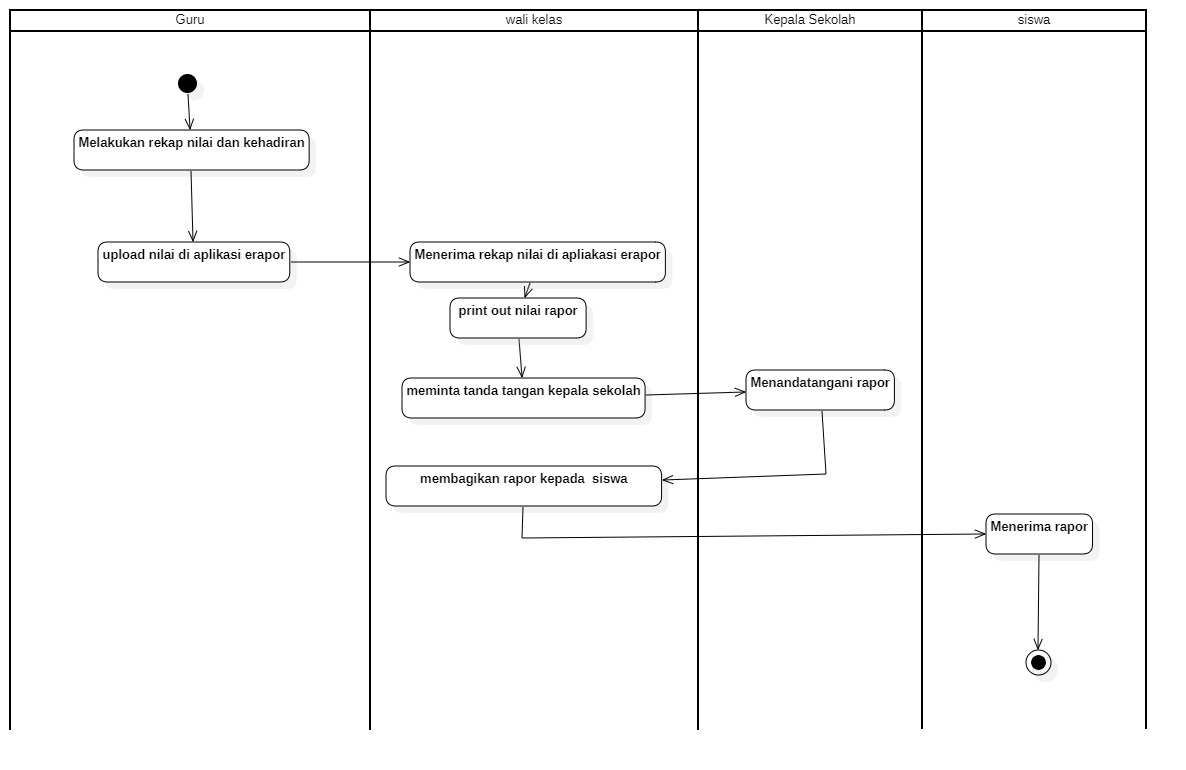 Guru
wali kelas
Kepala Sekolah
siswa
Melakukan rekap nilai dan kehadiran
upload nilai di aplikasi erapor
Menerima rekap nilai di apliakasi erapor
print out nilai rapor
meminta tanda tangan kepala sekolah
Menandatangani rapor
membagikan rapor kepada  siswa
Menerima rapor